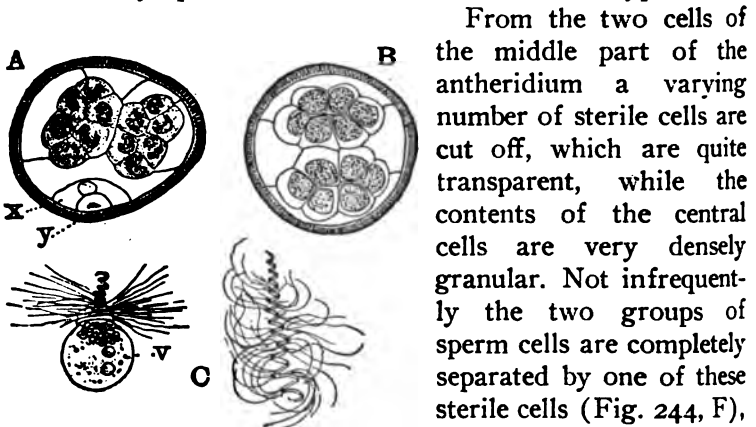 From the two cells of
the middle part of the
antheridium a varying
number of sterile cells are
cut off, which are quite
transparent, while the
contents of the central
cells are very densely
granular. Not infrequent-
ly the two groups of
sperm cells are completely
separated by one of these
sterile cells (Fig. 244, F),
A
B
x
y
v
C